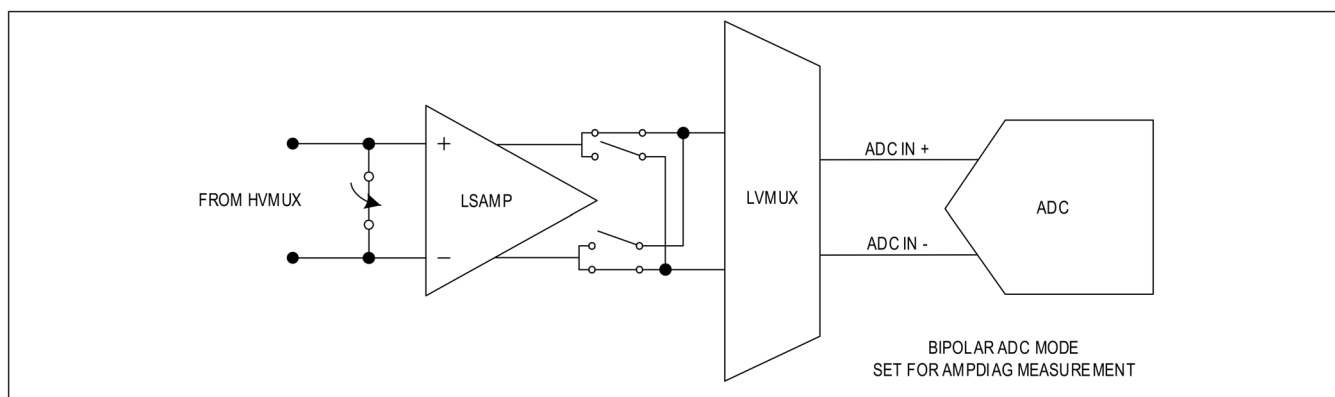 FROM HVMUX
+
−
LSAMP
LVMUX
ADC IN +
ADC IN -
ADC
BIPOLAR ADC MODE
SET FOR AMPDIAG MEASUREMENT